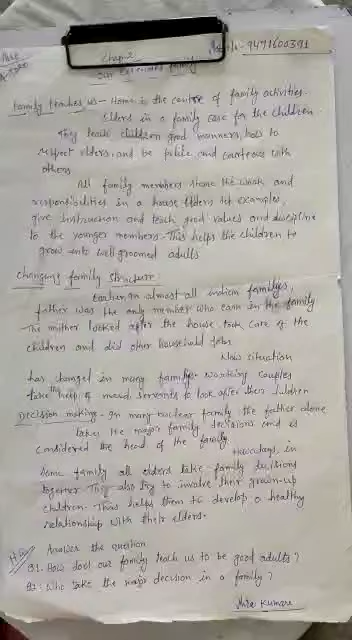 Chapter
Mobile - 9471600391
Our Extended Family
Family teaches us - Home is the centre of family activities.
Elders in a family care for the children.
They teach children good manners, how to
respect elders and be polite and courteous with
others.
All family members share the work and
responsibilities in a house. Elders set examples,
give instruction and teach good values and discipline
to the younger members. This helps the children to
grow into well groomed adults.
Changing family structure:
Earlier, in almost all indian families,
father was the only member who earn in the family
The mother looked after the house, took care of the
children and did other household jobs.
Now situation
has changed in many family. Working couples
take the help of maid servants to look after their children
Decision making - In many nuclear family the father alone
takes the major family decisions and is
considered the head of the family.
Nowadays, in
some family all elders take family decisions
together. They also try to involve their grown-up
children. Thus helps them to develop a healthy
relationship with their elders.
H.W. Answer the question
Q1. How does our family teach us to be good adults?
Q2. Who take the major decision in a family?
Kumari